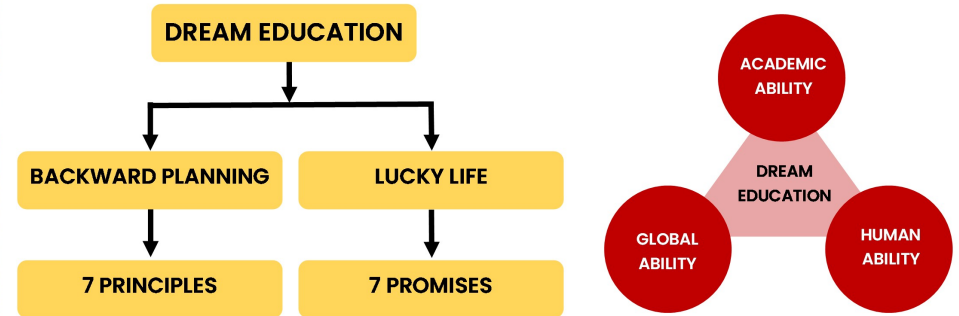 DREAM EDUCATION
BACKWARD PLANNING
LUCKY LIFE
7 PRINCIPLES
7 PROMISES
ACADEMIC
ABILITY
DREAM
EDUCATION
GLOBAL
ABILITY
HUMAN
ABILITY